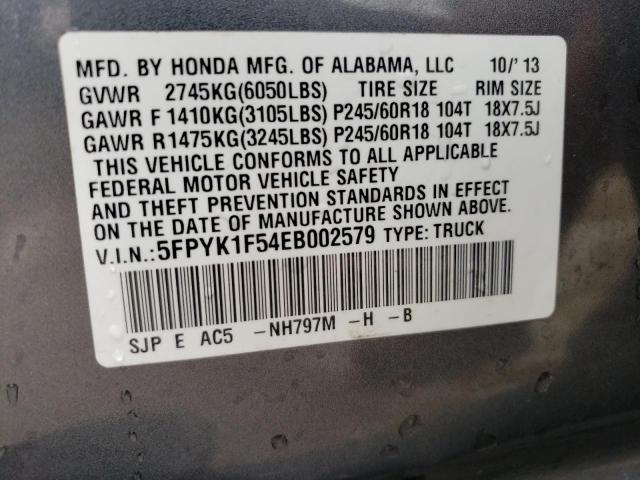 MFD. BY HONDA MFG. OF ALABAMA, LLC 10/'13
GVWR 2745KG(6050LBS) TIRE SIZE RIM SIZE
GAWR F1410KG(3105LBS) P245/60R18 104T 18X7.5J
GAWR R1475KG(3245LBS) P245/60R18 104T 18X7.5J
THIS VEHICLE CONFORMS TO ALL APPLICABLE
FEDERAL MOTOR VEHICLE SAFETY
AND THEFT PREVENTION STANDARDS IN EFFECT
ON THE DATE OF MANUFACTURE SHOWN ABOVE.
V.I.N.:5FPYK1F54EB002579 TYPE: TRUCK
SJP E AC5 -NH797M -H -B